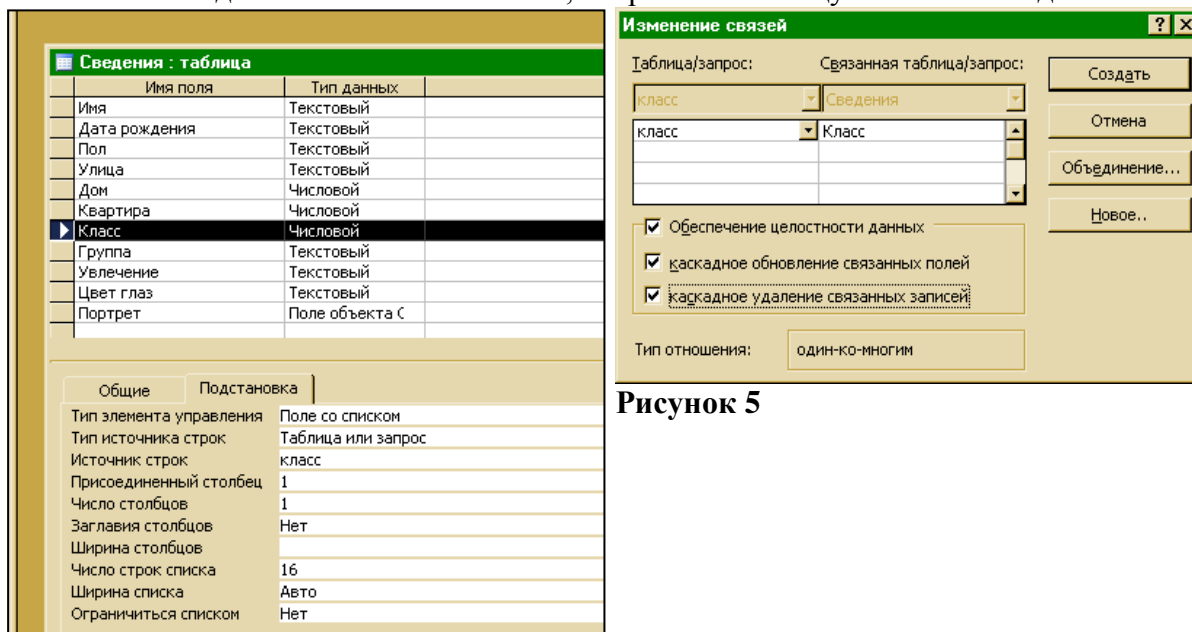 Сведения : таблица
Имя поля Тип данных
Имя Текстовый
Дата рождения Текстовый
Пол Текстовый
Улица Текстовый
Дом Числовой
Квартира Числовой
Класс Числовой
Группа Текстовый
Увлечение Текстовый
Цвет глаз Текстовый
Портрет Поле объекта С
Общие Подстановка
Тип элемента управления Поле со списком
Тип источника строк Таблица или запрос
Источник строк класс
Присоединенный столбец 1
Число столбцов 1
Заглавия столбцов Нет
Ширина столбцов
Число строк списка 16
Ширина списка Авто
Ограничиться списком Нет
Изменение связей
Таблица/запрос: Связанная таблица/запрос:
класс Сведения
класс Класс
Обеспечение целостности данных
каскадное обновление связанных полей
каскадное удаление связанных записей
Тип отношения: один-ко-многим
Создать
Отмена
Объединение...
Новое..
Рисунок 5